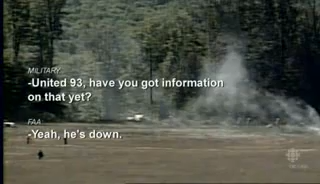 MILITARY
-United 93, have you got information
on that yet?
FAA
-Yeah, he's down.